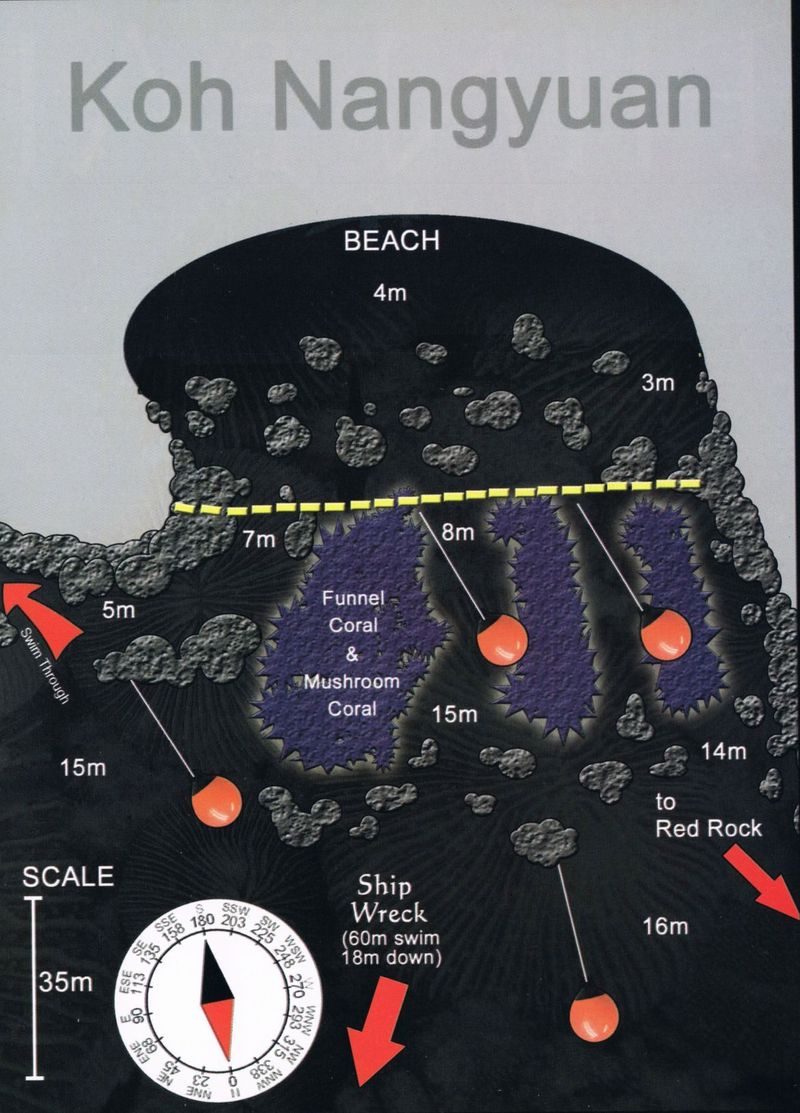 Koh Nangyuan
BEACH
4m
3m
7m
8m
5m
Funnel
Coral
&
Mushroom
Coral
Swim Through
15m
15m
14m
to
Red Rock
SCALE
35m
Ship
Wreck
(60m swim
18m down)
16m
S
180
SSW
203
SW
225
WSW
248
W
270
WNW
293
NW
315
NNW
338
0
NNE
23
NE
45
ENE
68
E
90
ESE
113
SE
135
SSE
158